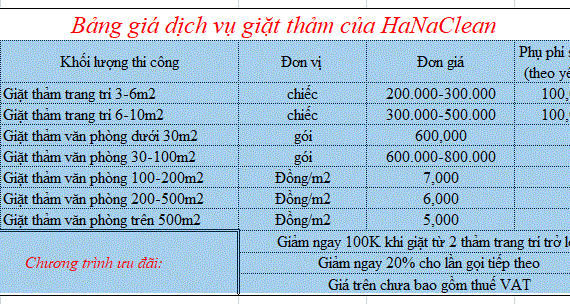 Bảng giá dịch vụ giặt thảm của HaNaClean
Khối lượng thi công Đơn vị Đơn giá Phụ phí
(theo
Giặt thảm trang trí 3-6m2 chiếc 200.000-300.000 100,
Giặt thảm trang trí 6-10m2 chiếc 300.000-500.000 100,
Giặt thảm văn phòng dưới 30m2 gói 600,000
Giặt thảm văn phòng 30-100m2 gói 600.000-800.000
Giặt thảm văn phòng 100-200m2 Đồng/m2 7,000
Giặt thảm văn phòng 200-500m2 Đồng/m2 6,000
Giặt thảm văn phòng trên 500m2 Đồng/m2 5,000
Giảm ngay 100K khi giặt từ 2 thảm trang trí trở
Chương trình ưu đãi: Giảm ngay 20% cho lần gọi tiếp theo
Giá trên chưa bao gồm thuế VAT